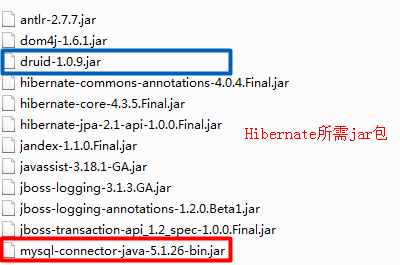 antlr-2.7.7.jar
dom4j-1.6.1.jar
druid-1.0.9.jar
hibernate-commons-annotations-4.0.4.Final.jar
hibernate-core-4.3.5.Final.jar
hibernate-jpa-2.1-api-1.0.0.Final.jar
Hibernate所需jar包
jandex-1.1.0.Final.jar
javassist-3.18.1-GA.jar
jboss-logging-3.1.3.GA.jar
jboss-logging-annotations-1.2.0.Beta1.jar
jboss-transaction-api_1.2_spec-1.0.0.Final.jar
mysql-connector-java-5.1.26-bin.jar